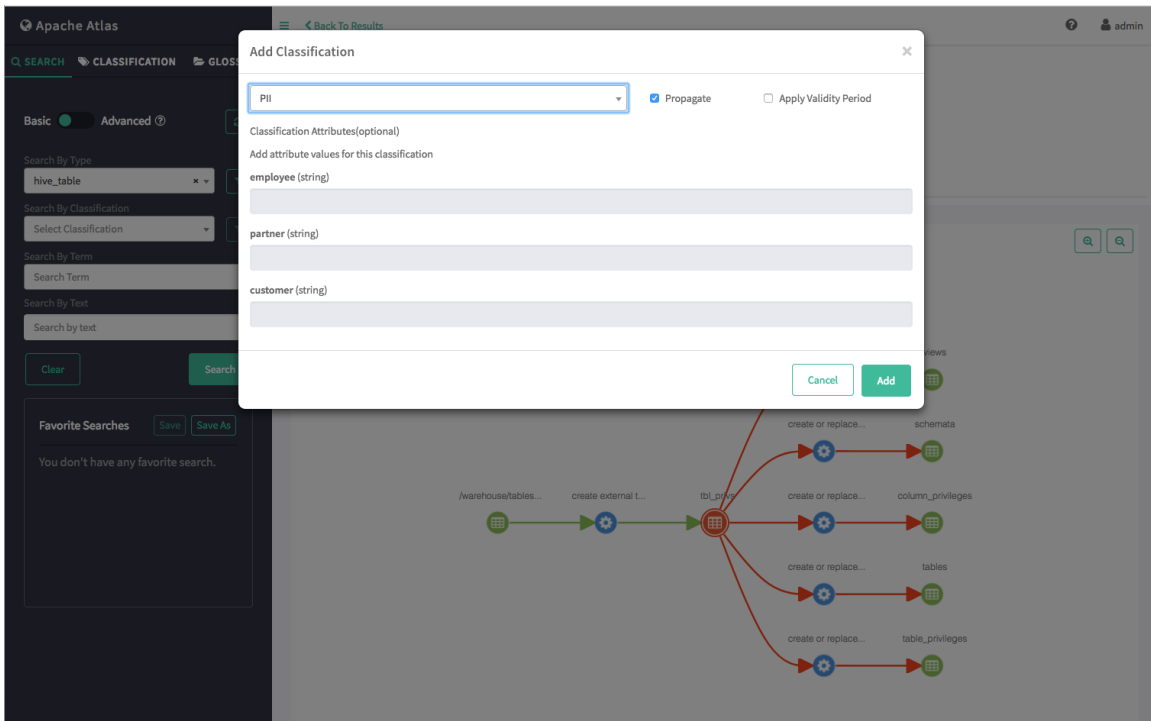 Apache Atlas
Back To Results
admin
SEARCH CLASSIFICATION GLOSS
Basic Advanced
Search By Type
hive_table
Search By Classification
Select Classification
Search By Term
Search Term
Search By Text
Search by text
Clear Search
Favorite Searches Save Save As
You don't have any favorite search.
Add Classification
PII Propagate Apply Validity Period
Classification Attributes(optional)
Add attribute values for this classification
employee (string)
partner (string)
customer (string)
Cancel Add
views
create or replace... schemata
/warehouse/tables... create external t... tbl_privs create or replace... column_privileges
create or replace... tables
create or replace... table_privileges